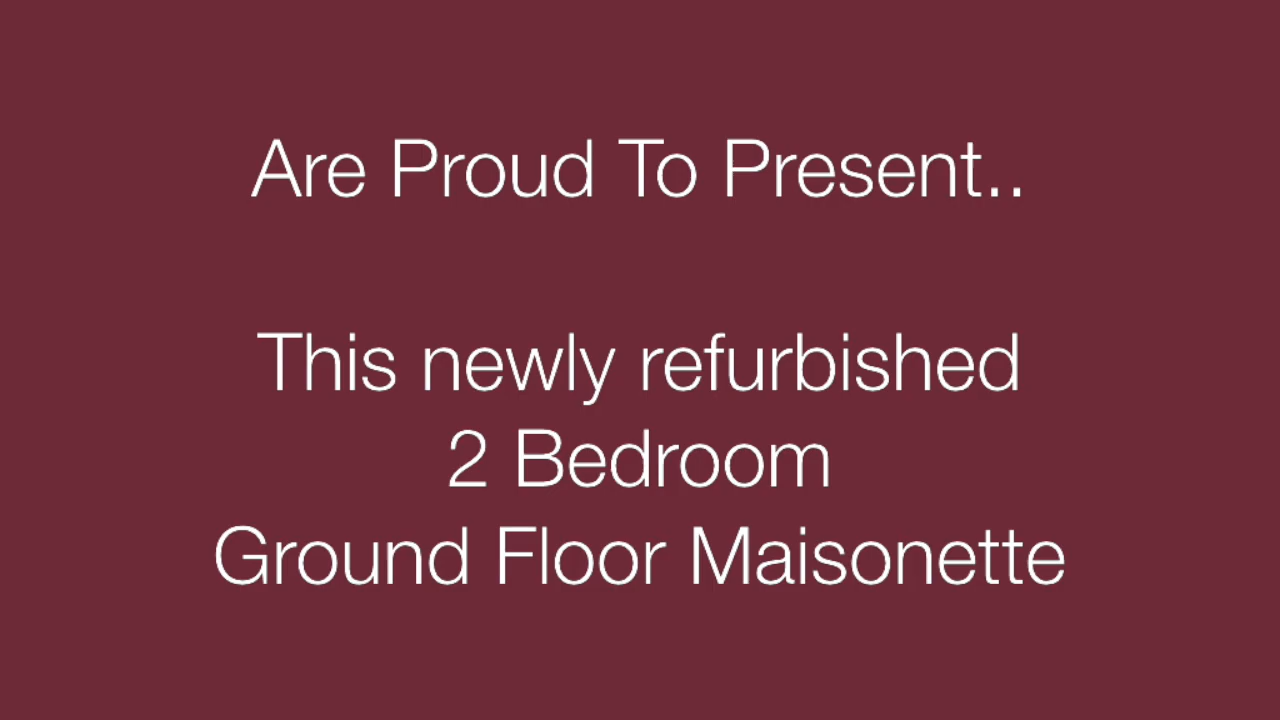 Are Proud To Present..
This newly refurbished
2 Bedroom
Ground Floor Maisonette